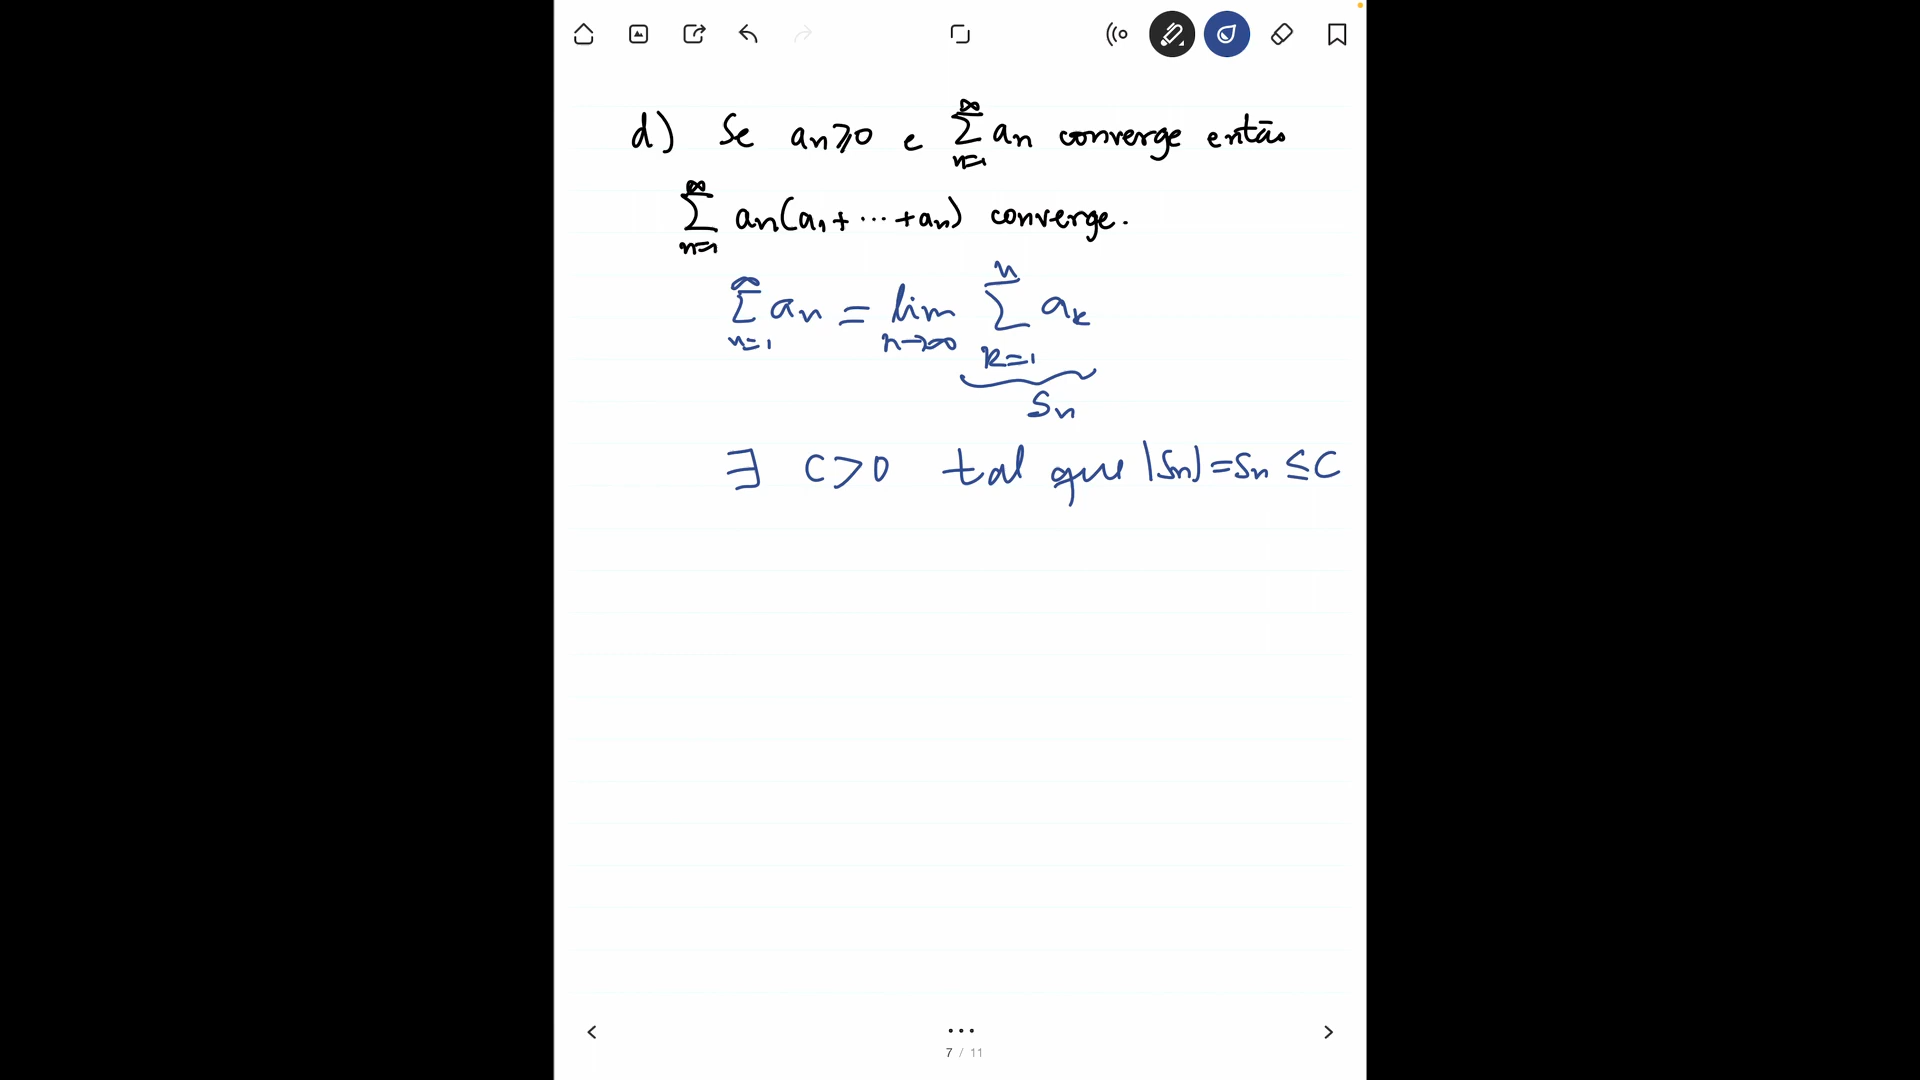 d) Se an ≥ 0 e ∑_{n=1}^{∞} an converge então
∑_{n=1}^{∞} an(a1 + ⋯ + an) converge.
∑_{n=1}^{∞} an = lim_{n→∞} ∑_{k=1}^{n} ak
Sn
∃ C > 0 tal que |Sn| = Sn ≤ C
7 / 11